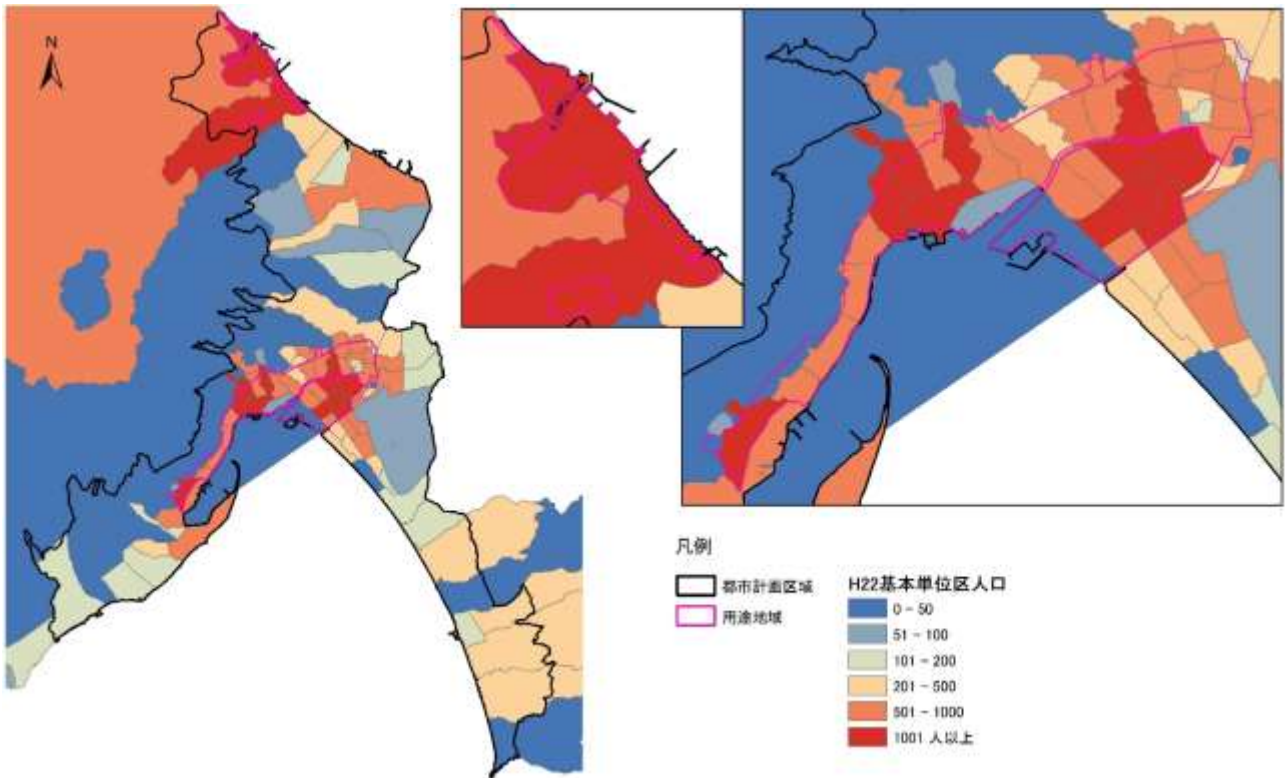 N
凡例
都市計画区域
用途地域
H22基本単位区人口
0 - 50
51 - 100
101 - 200
201 - 500
501 - 1000
1001 人以上